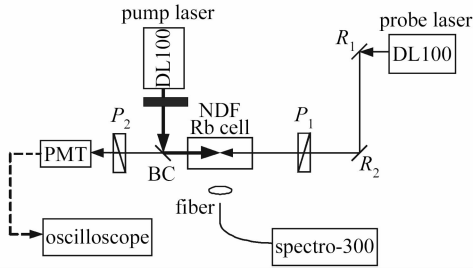 pump laser
probe laser
DL100
R1
DL100
NDF
Rb cell
P2
P1
PMT
BC
R2
fiber
oscilloscope
spectro-300